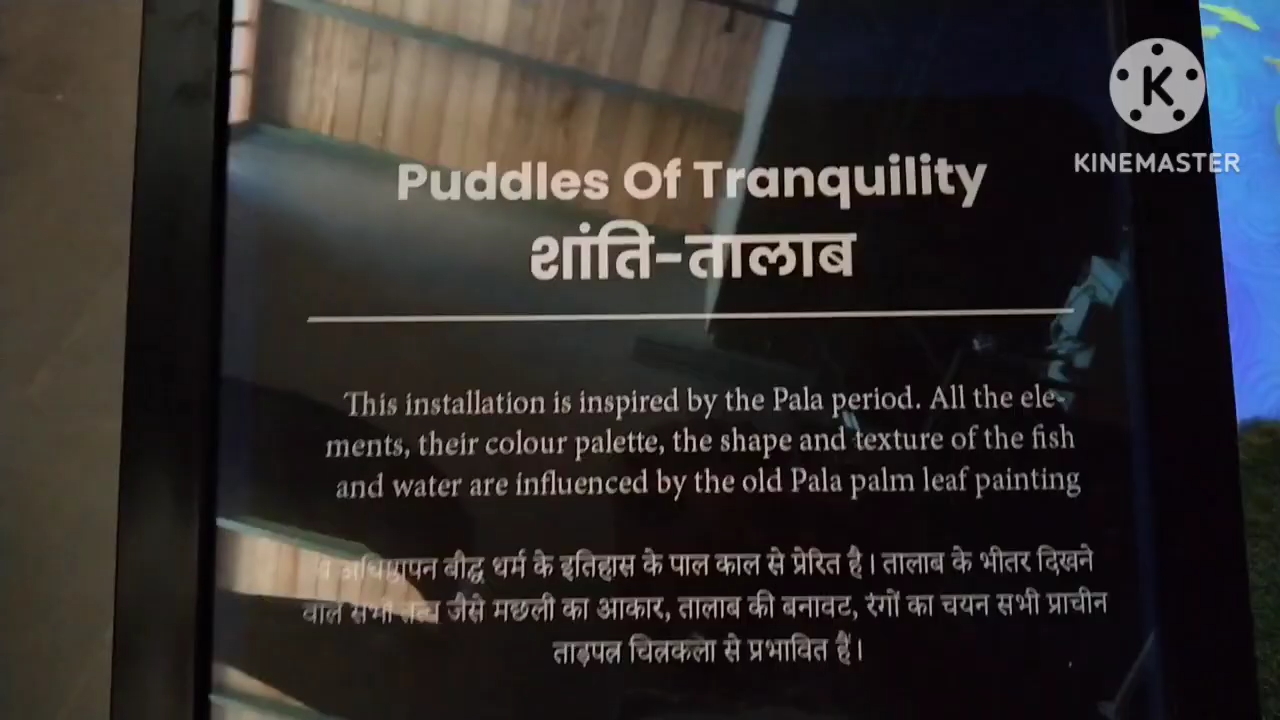 K
KINEMASTER
Puddles Of Tranquility
शांति-तालाब
This installation is inspired by the Pala period. All the ele-
ments, their colour palette, the shape and texture of the fish
and water are influenced by the old Pala palm leaf painting
बौद्ध धर्म के इतिहास के पाल काल से प्रेरित है। तालाब के भीतर दिखने
वाले सभी तत्व जैसे मछली का आकार, तालाब की बनावट, रंगों का चयन सभी प्राचीन
ताड़पत्र चित्रकला से प्रभावित हैं।